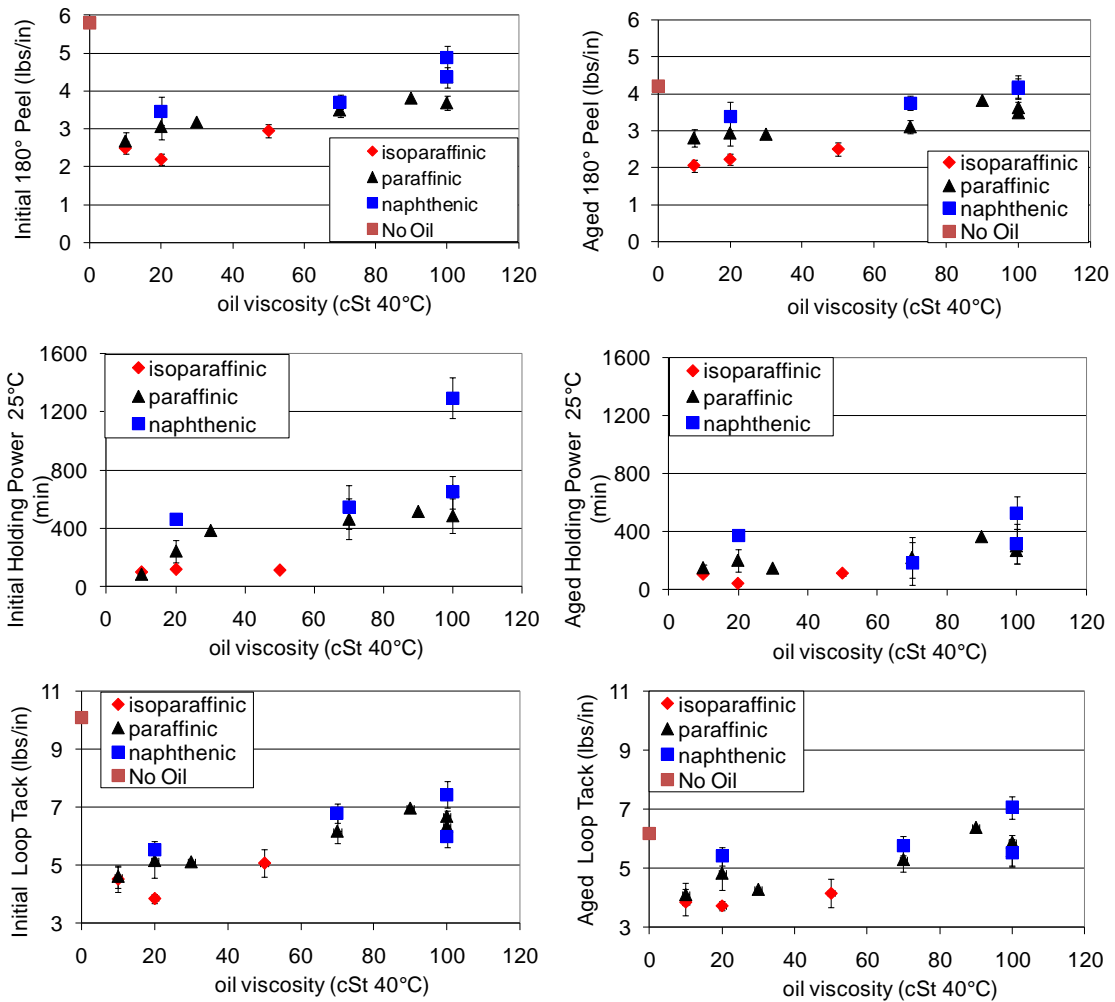 Initial 180° Peel (lbs/in)
6
5
4
3
2
1
0
isoparaffinic
paraffinic
naphthenic
No Oil
0 20 40 60 80 100 120
oil viscosity (cSt 40°C)
Aged 180° Peel (lbs/in)
6
5
4
3
2
1
0
isoparaffinic
paraffinic
naphthenic
No Oil
0 20 40 60 80 100 120
oil viscosity (cSt 40°C)
Initial Holding Power 25°C
(min)
1600
1200
800
400
0
isoparaffinic
paraffinic
naphthenic
0 20 40 60 80 100 120
oil viscosity (cSt 40°C)
Aged Holding Power 25°C
(min)
1600
1200
800
400
0
isoparaffinic
paraffinic
naphthenic
0 20 40 60 80 100 120
oil viscosity (cSt 40°C)
Initial Loop Tack (lbs/in)
11
9
7
5
3
isoparaffinic
paraffinic
naphthenic
No Oil
0 20 40 60 80 100 120
oil viscosity (cSt 40°C)
Aged Loop Tack (lbs/in)
11
9
7
5
3
isoparaffinic
paraffinic
naphthenic
No Oil
0 20 40 60 80 100 120
oil viscosity (cSt 40°C)